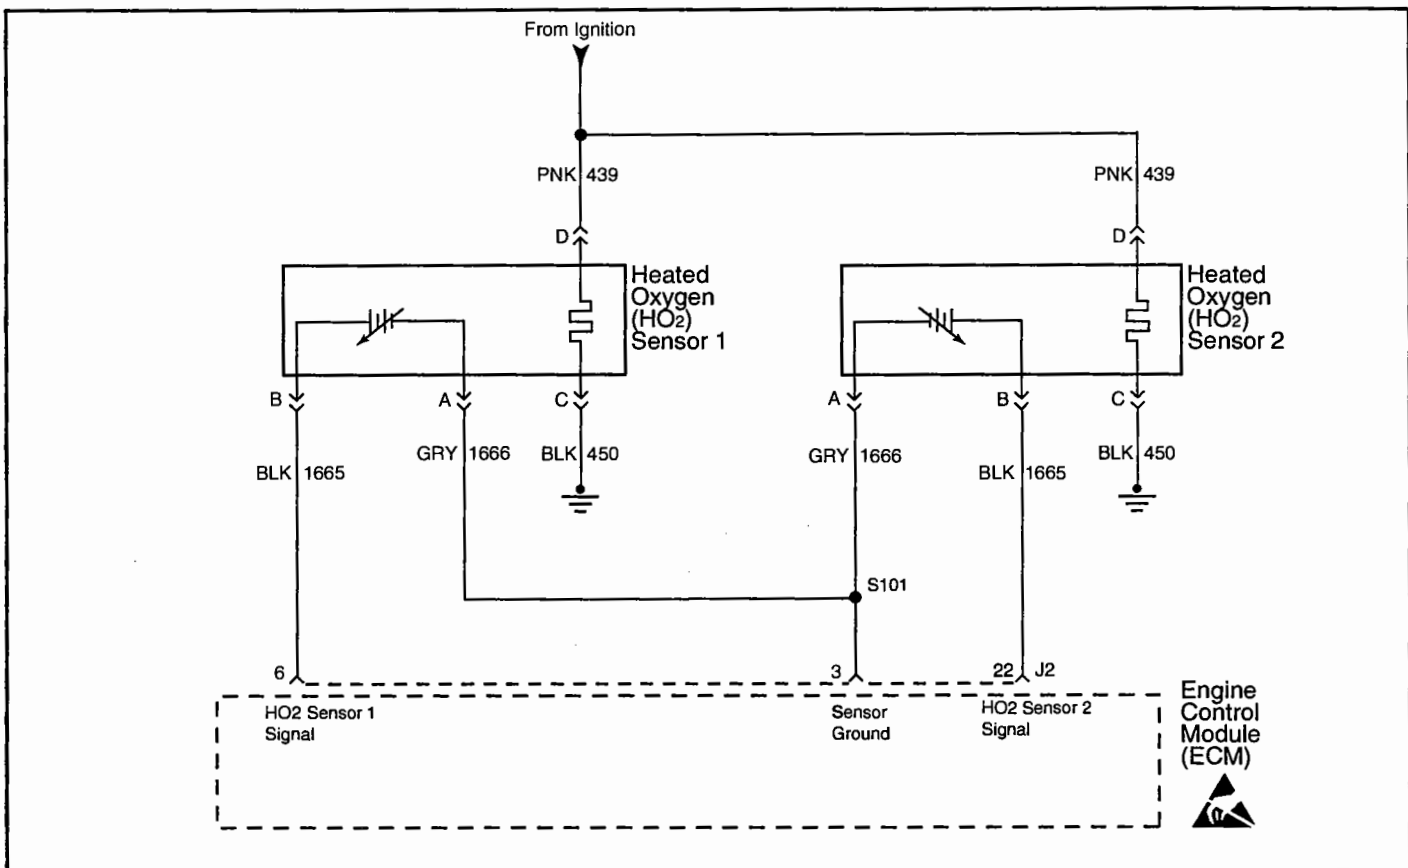 From Ignition
PNK 439
PNK 439
D
D
Heated
Oxygen
(HO2)
Sensor 1
Heated
Oxygen
(HO2)
Sensor 2
B
A
C
A
B
C
BLK 1665
GRY 1666
BLK 450
GRY 1666
BLK 1665
BLK 450
S101
6
3
22
J2
HO2 Sensor 1
Signal
Sensor
Ground
HO2 Sensor 2
Signal
Engine
Control
Module
(ECM)